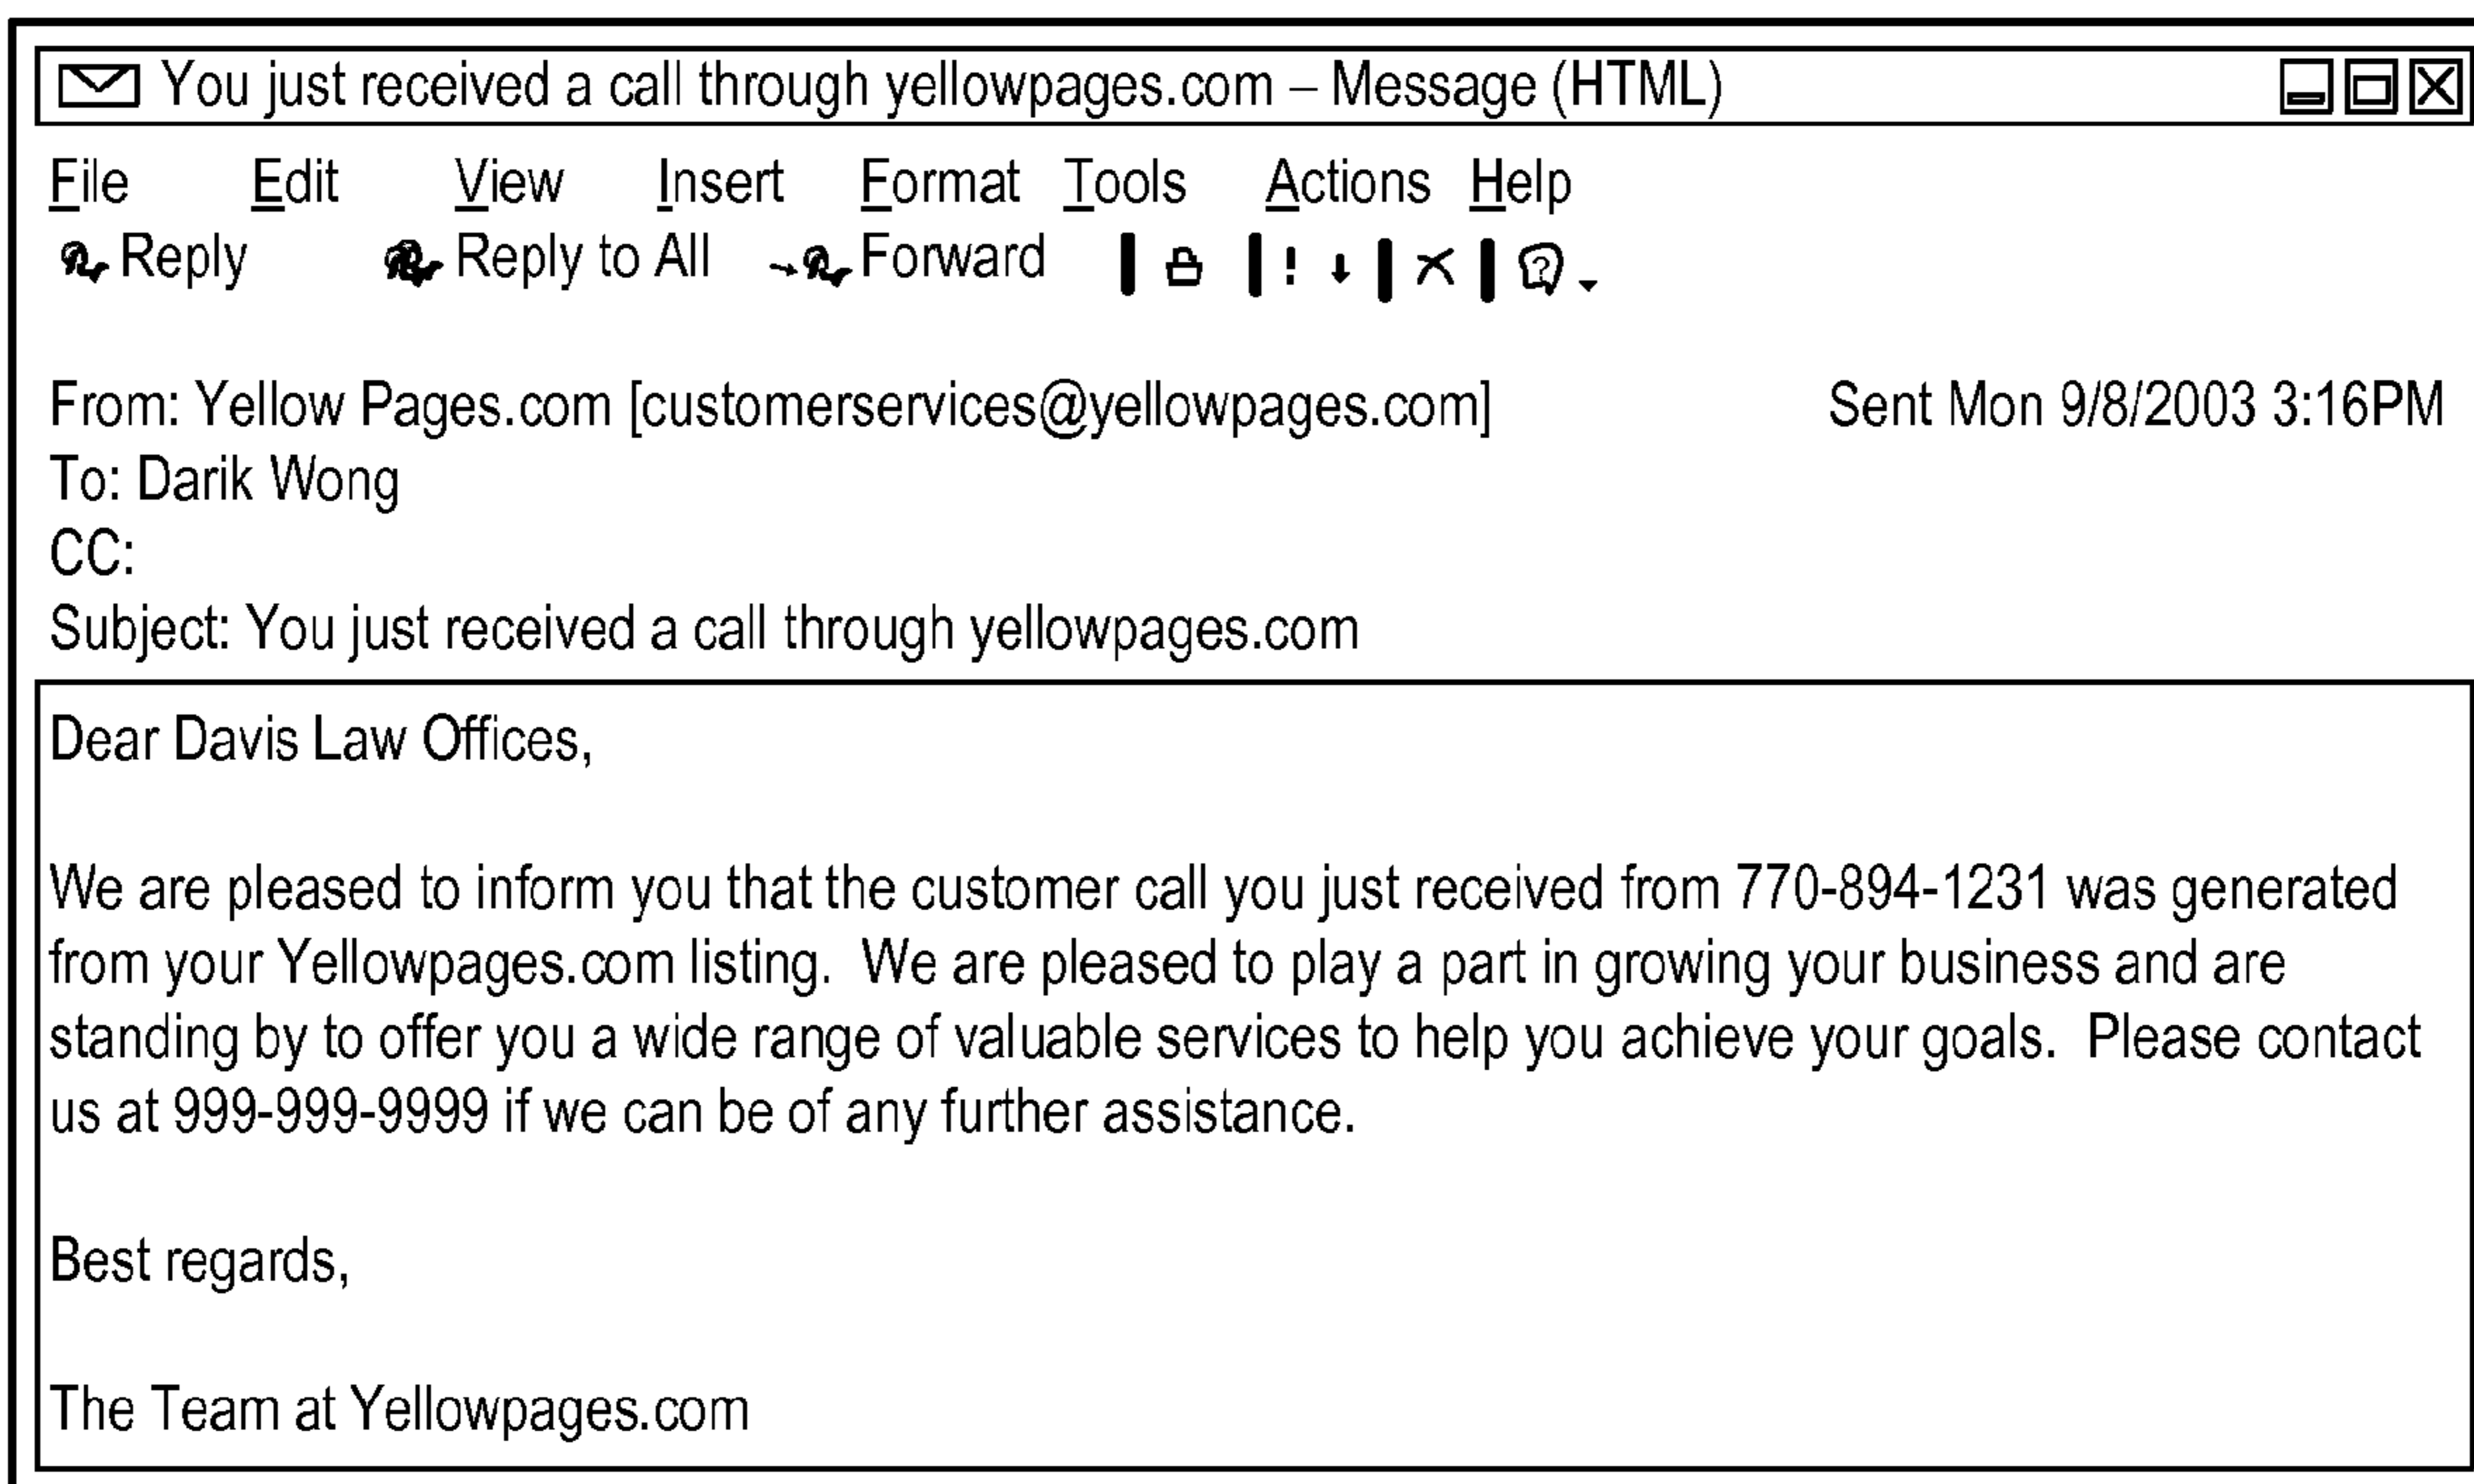 You just received a call through yellowpages.com – Message (HTML)
File Edit View Insert Format Tools Actions Help
Reply Reply to All Forward ! ?
From: Yellow Pages.com [customerservices@yellowpages.com] Sent Mon 9/8/2003 3:16PM
To: Darik Wong
CC:
Subject: You just received a call through yellowpages.com
Dear Davis Law Offices,
We are pleased to inform you that the customer call you just received from 770-894-1231 was generated
from your Yellowpages.com listing.  We are pleased to play a part in growing your business and are
standing by to offer you a wide range of valuable services to help you achieve your goals.  Please contact
us at 999-999-9999 if we can be of any further assistance.
Best regards,
The Team at Yellowpages.com